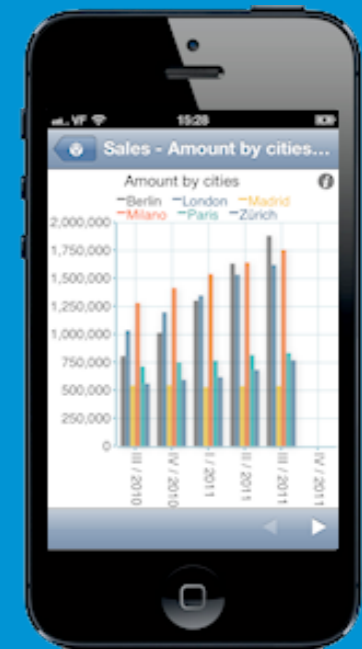 VF 15:28
Sales - Amount by cities...
Amount by cities
Berlin London Madrid
Milano Paris Zürich
2,000,000
1,750,000
1,500,000
1,250,000
1,000,000
750,000
500,000
250,000
0
III / 2010
IV / 2010
I / 2011
II / 2011
III / 2011
IV / 2011